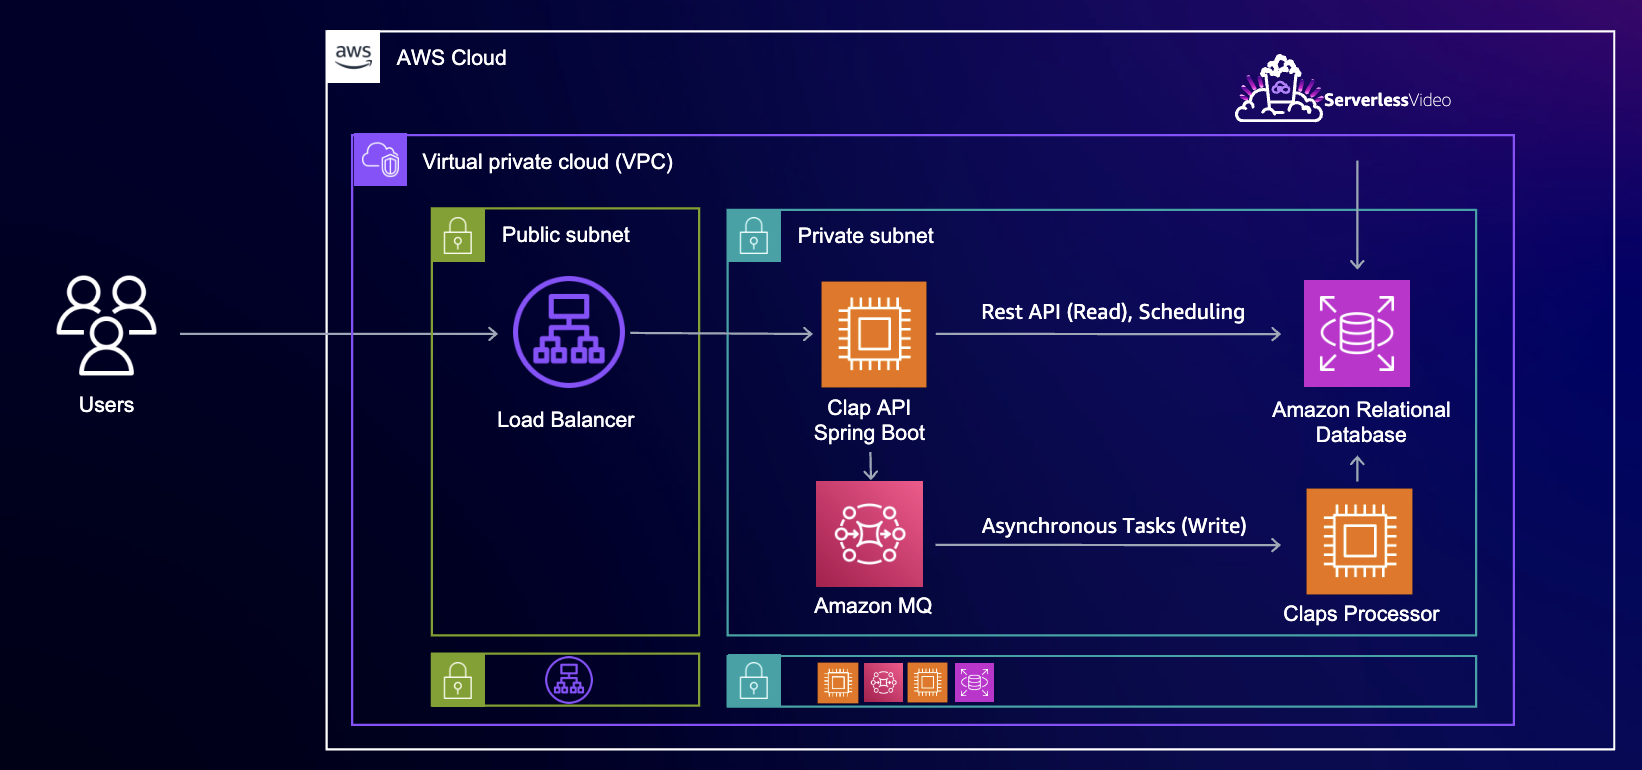 aws
AWS Cloud
ServerlessVideo
Virtual private cloud (VPC)
Public subnet
Private subnet
Rest API (Read), Scheduling
Users
Load Balancer
Clap API
Spring Boot
Amazon Relational
Database
Asynchronous Tasks (Write)
Amazon MQ
Claps Processor